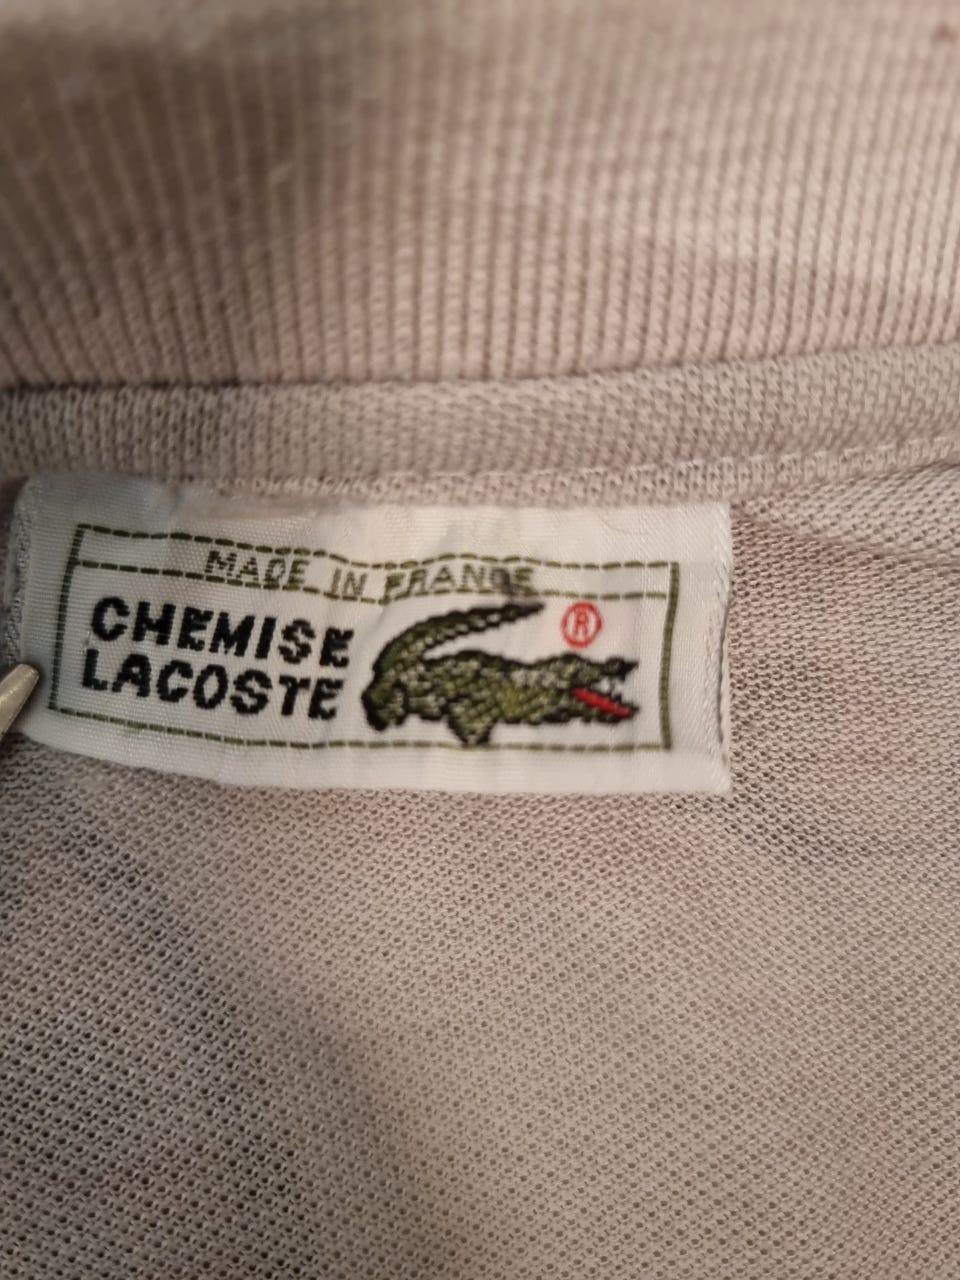 MADE IN FRANCE
CHEMISE
LACOSTE
®